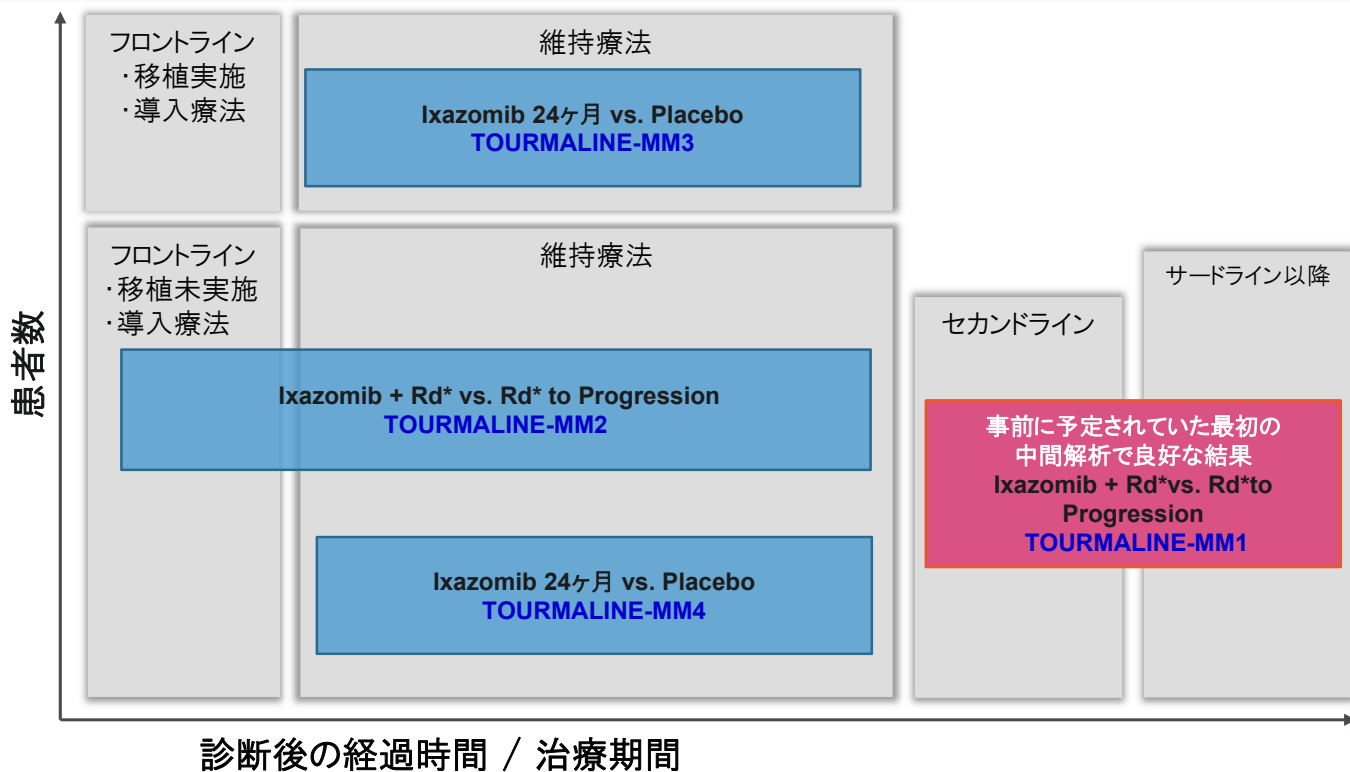 フロントライン
・移植実施
・導入療法
維持療法
Ixazomib 24ヶ月 vs. Placebo
TOURMALINE-MM3
フロントライン
・移植未実施
・導入療法
維持療法
Ixazomib + Rd* vs. Rd* to Progression
TOURMALINE-MM2
Ixazomib 24ヶ月 vs. Placebo
TOURMALINE-MM4
セカンドライン
サードライン以降
事前に予定されていた最初の
中間解析で良好な結果
Ixazomib + Rd*vs. Rd*to
Progression
TOURMALINE-MM1
患者数
診断後の経過時間 / 治療期間